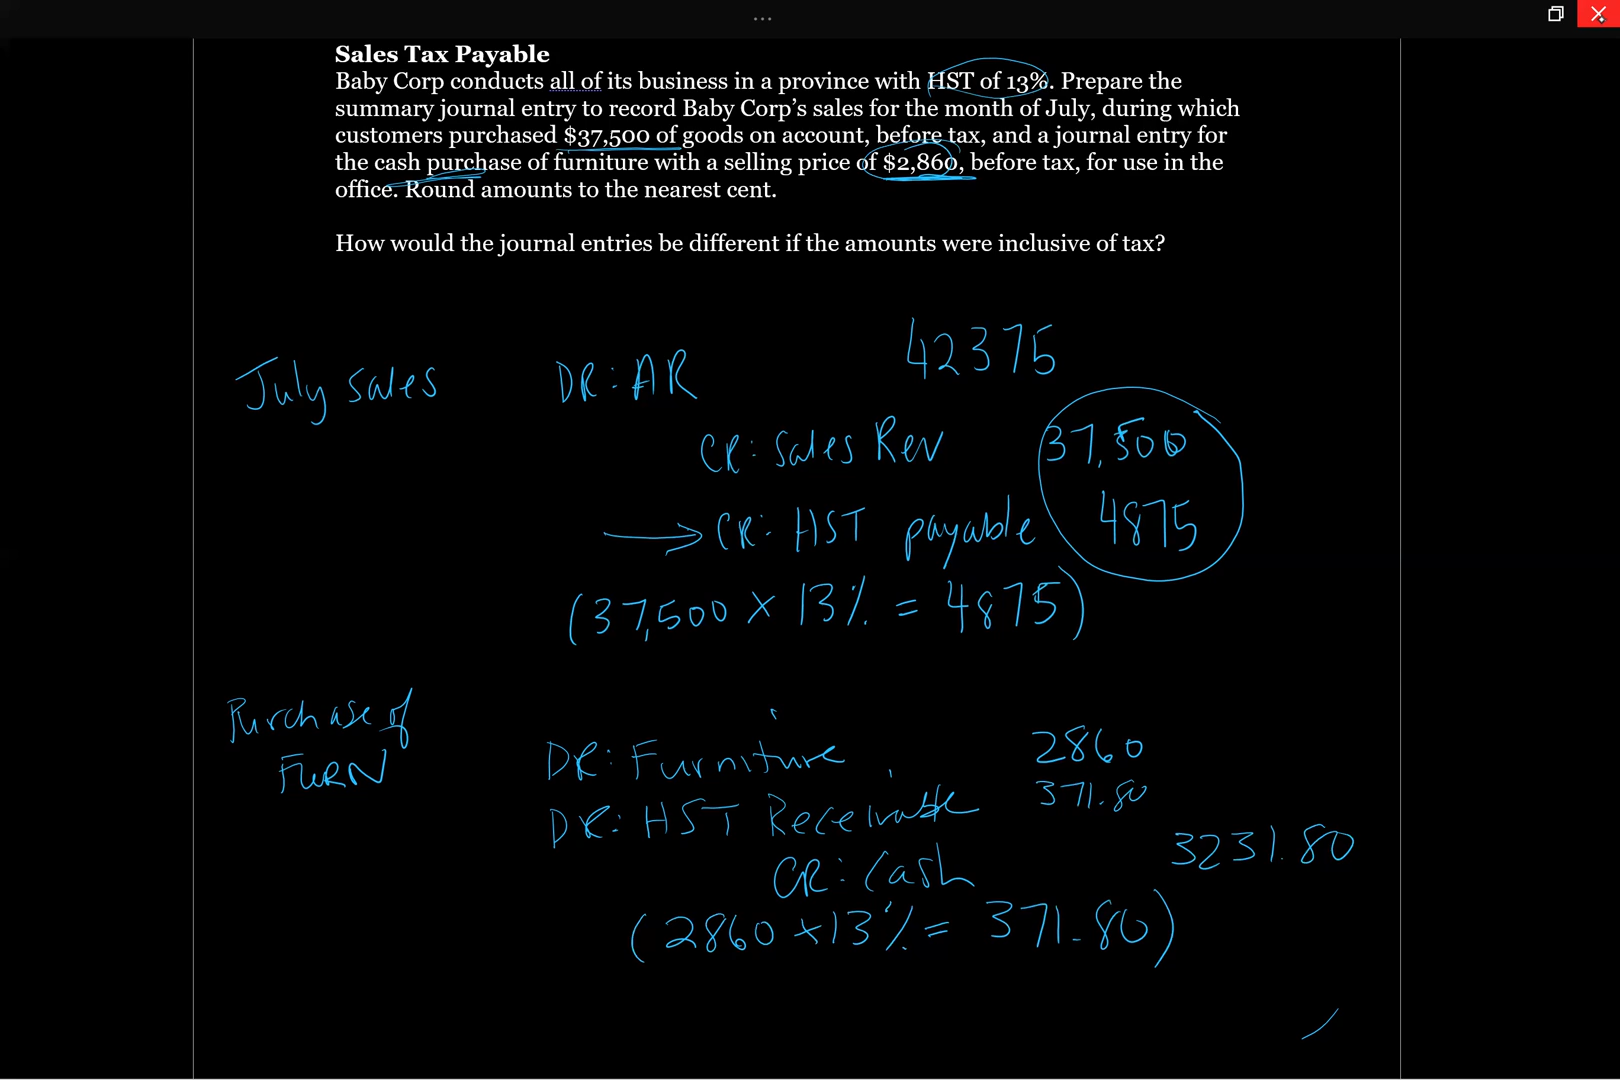 Sales Tax Payable
Baby Corp conducts all of its business in a province with HST of 13%. Prepare the
summary journal entry to record Baby Corp's sales for the month of July, during which
customers purchased $37,500 of goods on account, before tax, and a journal entry for
the cash purchase of furniture with a selling price of $2,860, before tax, for use in the
office. Round amounts to the nearest cent.
How would the journal entries be different if the amounts were inclusive of tax?
July sales DR: AR 42375
CR: Sales Rev 37,500
→ CR: HST payable 4875
(37,500 × 13% = 4875)
Purchase of
FURN
DR: Furniture 2860
DR: HST Receivable 371.80
CR: Cash 3231.80
(2860 × 13% = 371.80)